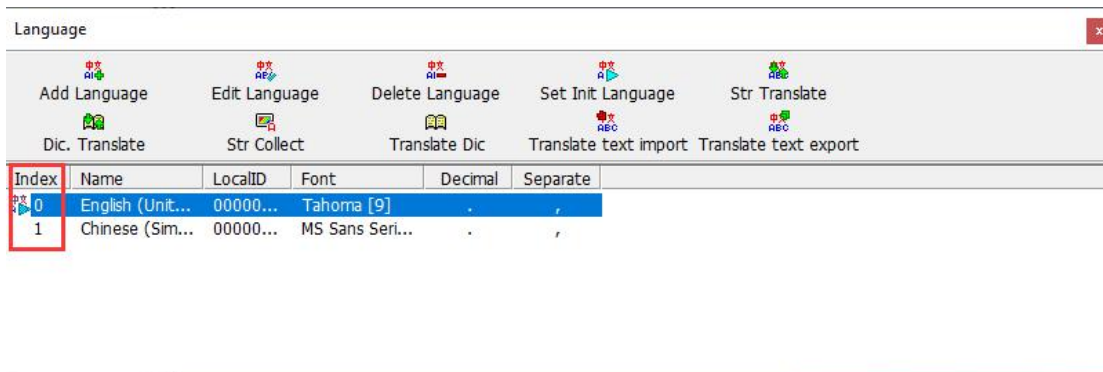 Language
x
Add Language Edit Language Delete Language Set Init Language Str Translate
Dic. Translate Str Collect Translate Dic Translate text import Translate text export
Index Name LocalID Font Decimal Separate
0 English (Unit... 00000... Tahoma [9] . ,
1 Chinese (Sim... 00000... MS Sans Seri... . ,